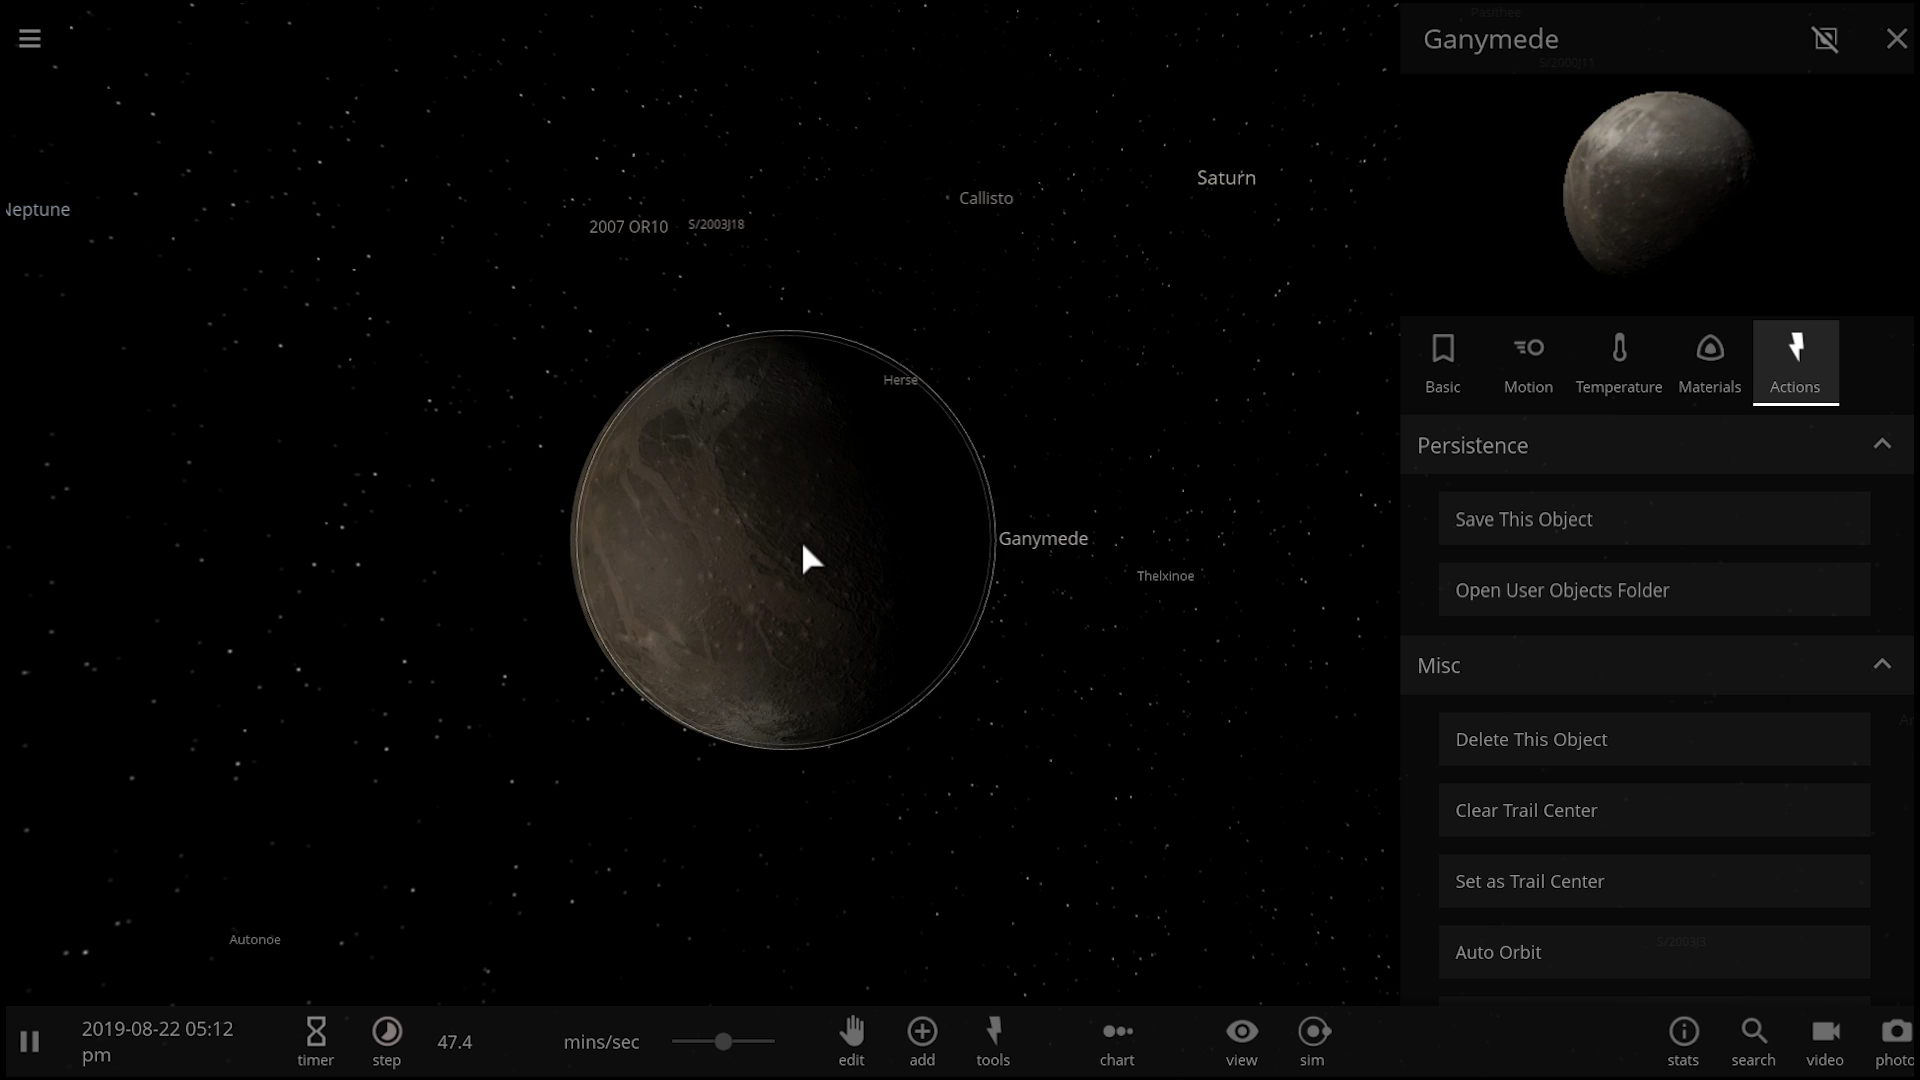 Pasithee
Ganymede
S/2000J11
Saturn
Callisto
Neptune
2007 OR10
S/2003J18
Herse
Ganymede
Thelxinoe
Autonoe
Basic
Motion
Temperature
Materials
Actions
Persistence
Save This Object
Open User Objects Folder
Misc
Delete This Object
Clear Trail Center
Set as Trail Center
Auto Orbit
S/2003J3
2019-08-22 05:12
pm
timer
step
47.4
mins/sec
edit
add
tools
chart
view
sim
stats
search
video
photo